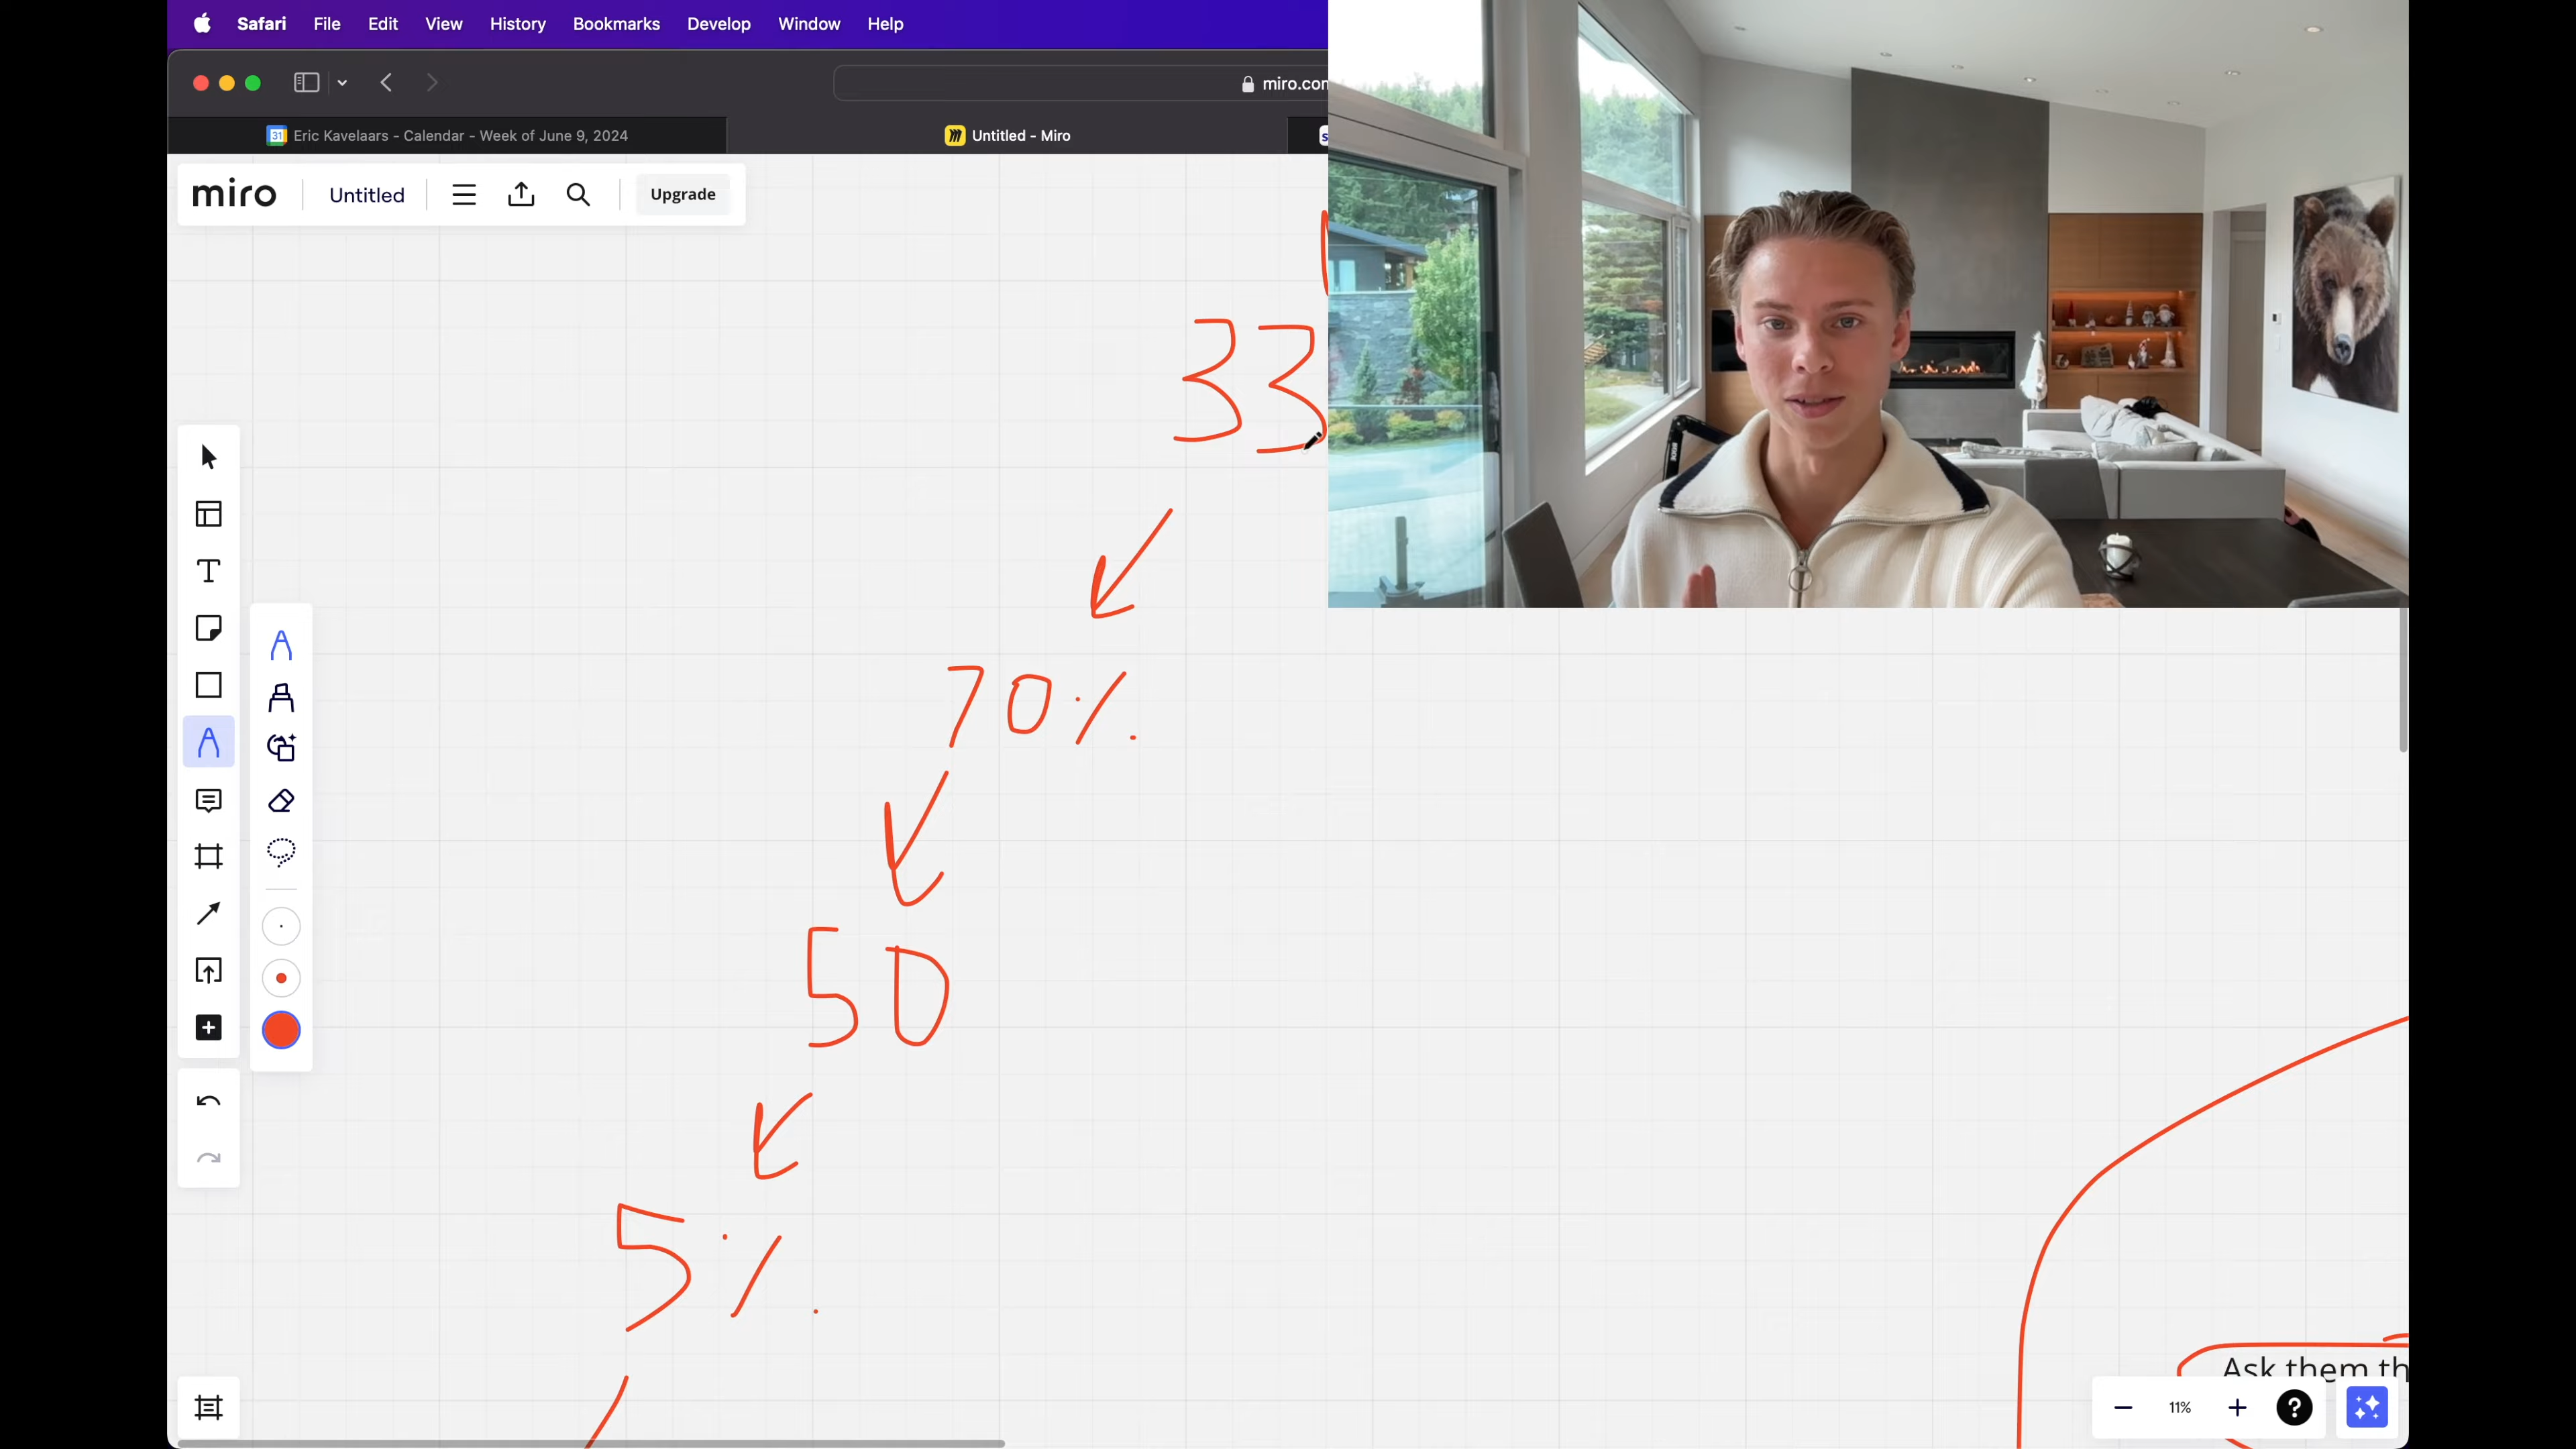 Safari File Edit View History Bookmarks Develop Window Help
miro.com
31 Eric Kavelaars - Calendar - Week of June 9, 2024
Untitled - Miro
miro Untitled Upgrade
33
70%
50
5%
Ask them th
11%